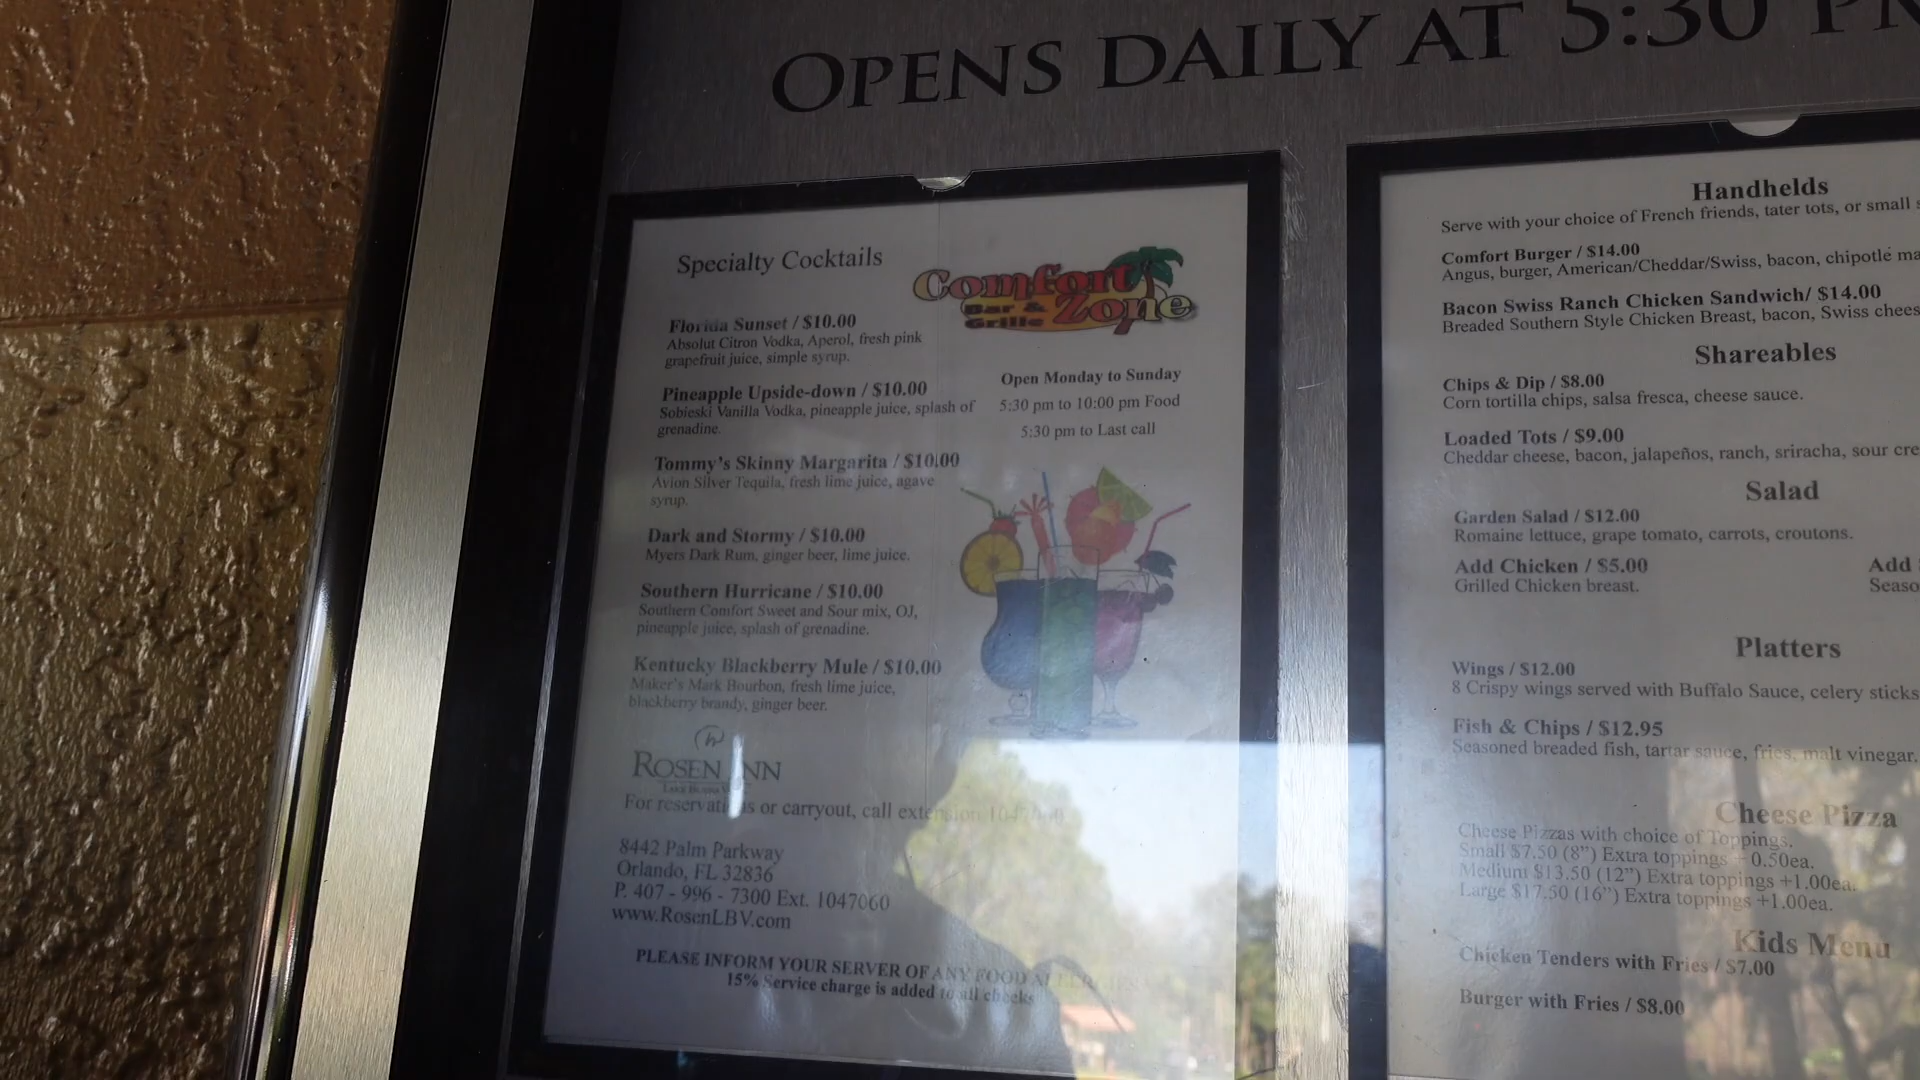 OPENS DAILY AT 5:30
Specialty Cocktails
Comfort
Bar & Zone
Grille
Florida Sunset / $10.00
Absolut Citron Vodka, Aperol, fresh pink
grapefruit juice, simple syrup.
Pineapple Upside-down / $10.00
Sobieski Vanilla Vodka, pineapple juice, splash of
grenadine.
Tommy's Skinny Margarita / $10.00
Avion Silver Tequila, fresh lime juice, agave
syrup.
Dark and Stormy / $10.00
Myers Dark Rum, ginger beer, lime juice.
Southern Hurricane / $10.00
Southern Comfort Sweet and Sour mix, OJ,
pineapple juice, splash of grenadine.
Kentucky Blackberry Mule / $10.00
Maker's Mark Bourbon, fresh lime juice,
blackberry brandy, ginger beer.
Open Monday to Sunday
5:30 pm to 10:00 pm Food
5:30 pm to Last call
ROSEN INN
For reservations or carryout, call extension 1047060
8442 Palm Parkway
Orlando, FL 32836
P. 407 - 996 - 7300 Ext. 1047060
www.RosenLBV.com
PLEASE INFORM YOUR SERVER OF ANY FOOD ALLERGIES
15% Service charge is added to all checks
Handhelds
Serve with your choice of French friends, tater tots, or small
Comfort Burger / $14.00
Angus, burger, American/Cheddar/Swiss, bacon, chipotle
Bacon Swiss Ranch Chicken Sandwich/ $14.00
Breaded Southern Style Chicken Breast, bacon, Swiss
Shareables
Chips & Dip / $8.00
Corn tortilla chips, salsa fresca, cheese sauce.
Loaded Tots / $9.00
Cheddar cheese, bacon, jalapeños, ranch, sriracha, sour
Salad
Garden Salad / $12.00
Romaine lettuce, grape tomato, carrots, croutons.
Add Chicken / $5.00 Add
Grilled Chicken breast.
Platters
Wings / $12.00
8 Crispy wings served with Buffalo Sauce, celery sticks
Fish & Chips / $12.95
Seasoned breaded fish, tartar sauce, fries, malt vinegar.
Cheese Pizza
Cheese Pizzas with choice of Toppings.
Small $7.50 (8") Extra toppings + 0.50ea.
Medium $13.50 (12") Extra toppings +1.00ea.
Large $17.50 (16") Extra toppings +1.00ea.
Kids Menu
Chicken Tenders with Fries / $7.00
Burger with Fries / $8.00